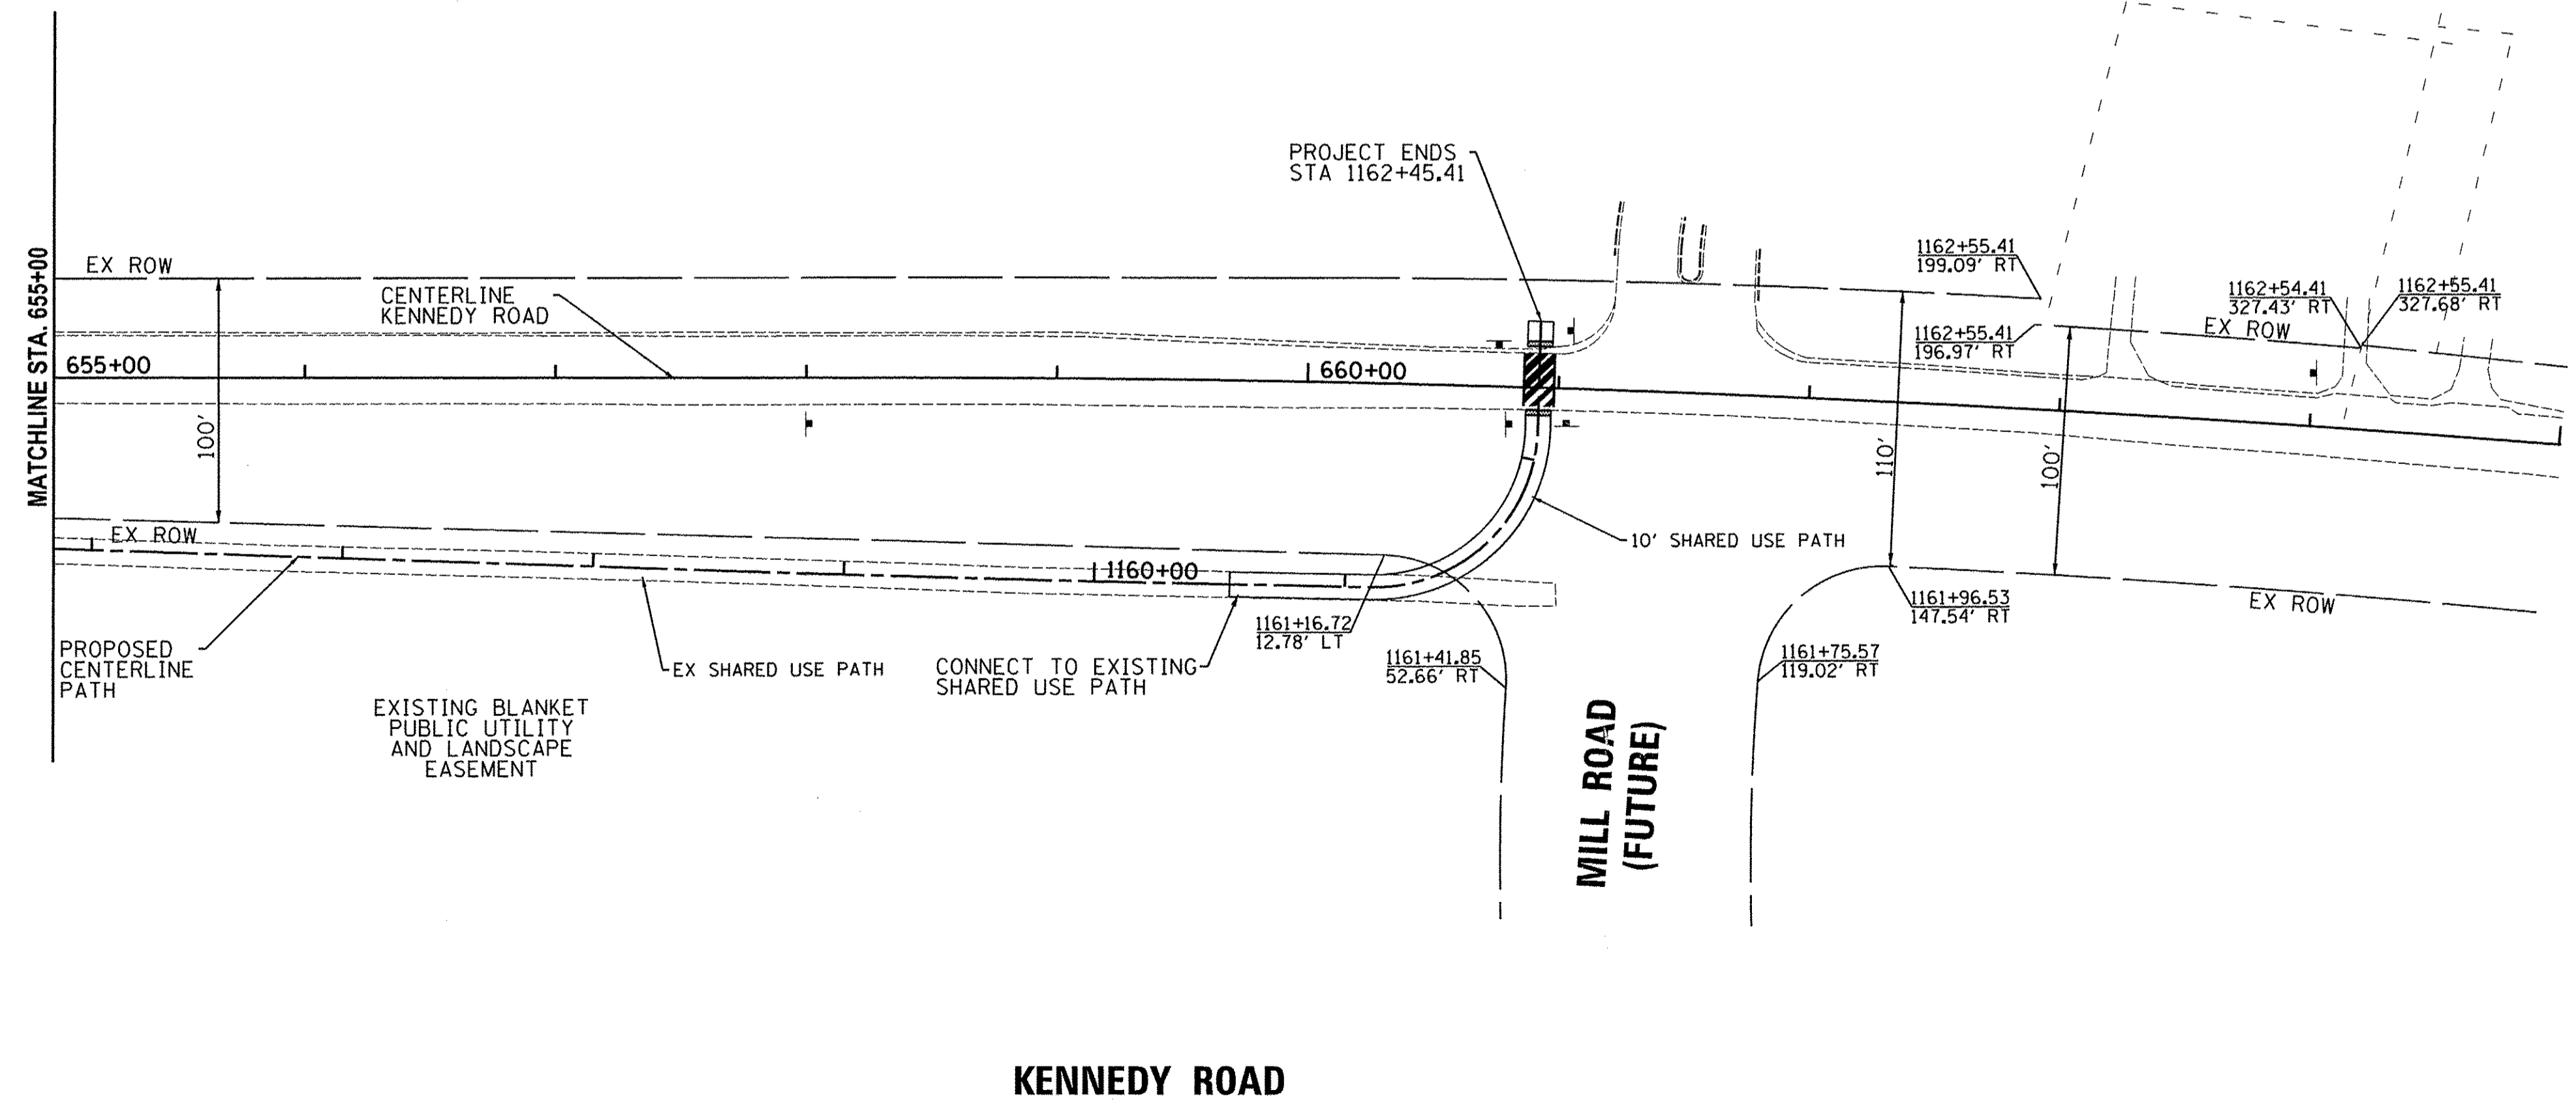 PROJECT ENDS
STA 1162+45.41
MATCHLINE STA. 655+00
EX ROW
CENTERLINE
KENNEDY ROAD
655+00
660+00
100'
1162+55.41
199.09' RT
1162+55.41
196.97' RT
1162+54.41
327.43' RT
1162+55.41
327.68' RT
EX ROW
110'
100'
EX ROW
1160+00
10' SHARED USE PATH
EX ROW
1161+96.53
147.54' RT
1161+16.72
12.78' LT
1161+41.85
52.66' RT
1161+75.57
119.02' RT
PROPOSED
CENTERLINE
PATH
EX SHARED USE PATH
CONNECT TO EXISTING
SHARED USE PATH
EXISTING BLANKET
PUBLIC UTILITY
AND LANDSCAPE
EASEMENT
MILL ROAD
(FUTURE)
KENNEDY ROAD